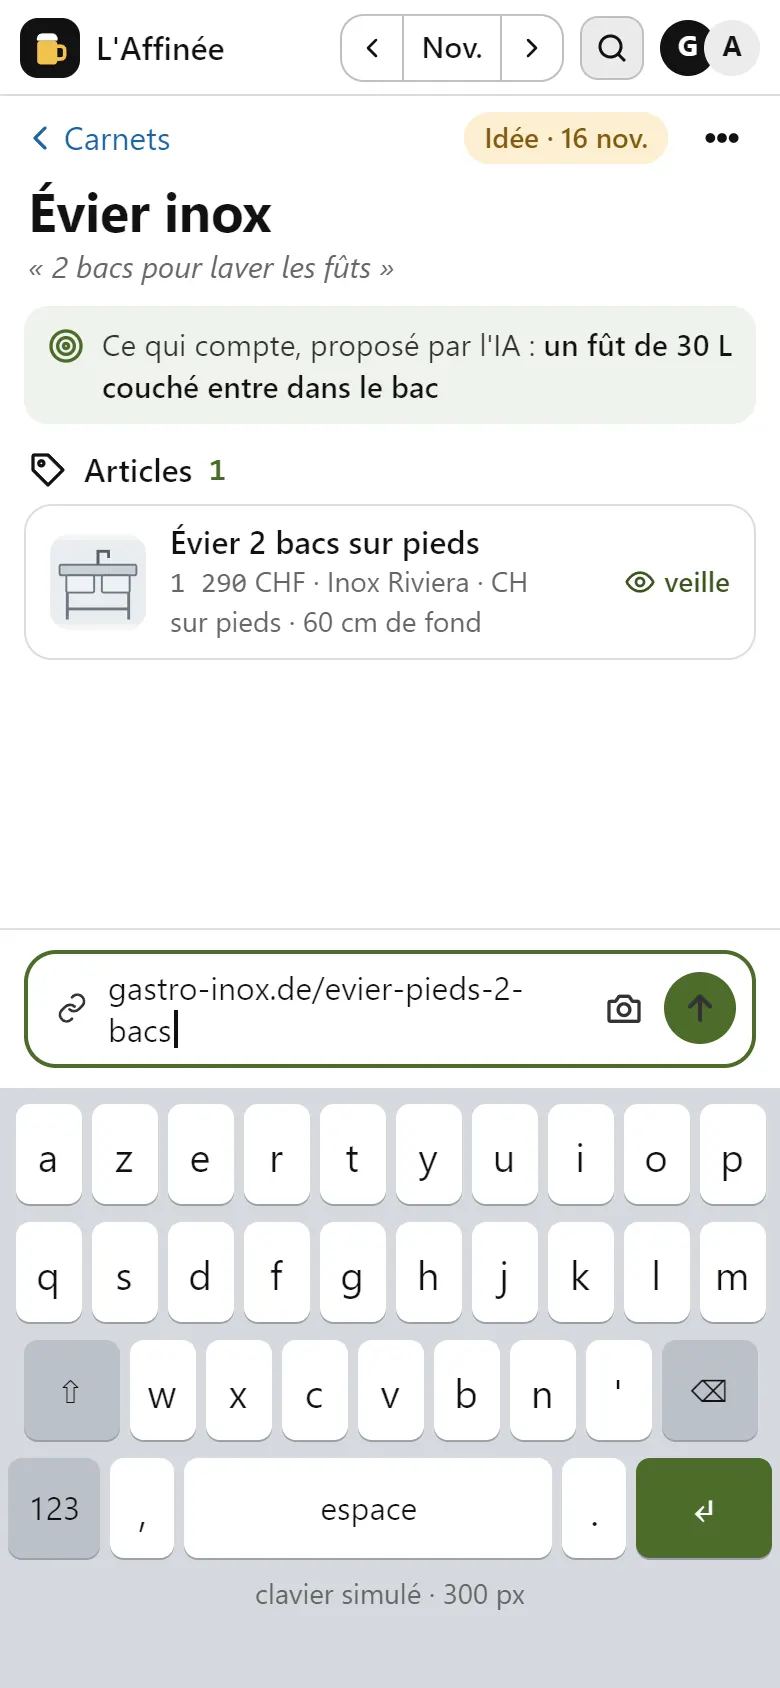 L'Affinée
Nov.
G
A
Carnets
Idée · 16 nov.
Évier inox
« 2 bacs pour laver les fûts »
Ce qui compte, proposé par l'IA : un fût de 30 L
couché entre dans le bac
Articles 1
Évier 2 bacs sur pieds
1 290 CHF · Inox Riviera · CH
sur pieds · 60 cm de fond
veille
gastro-inox.de/evier-pieds-2-
bacs
a z e r t y u i o p
q s d f g h j k l m
⇧ w x c v b n ' ⌫
123 , espace . ↵
clavier simulé · 300 px